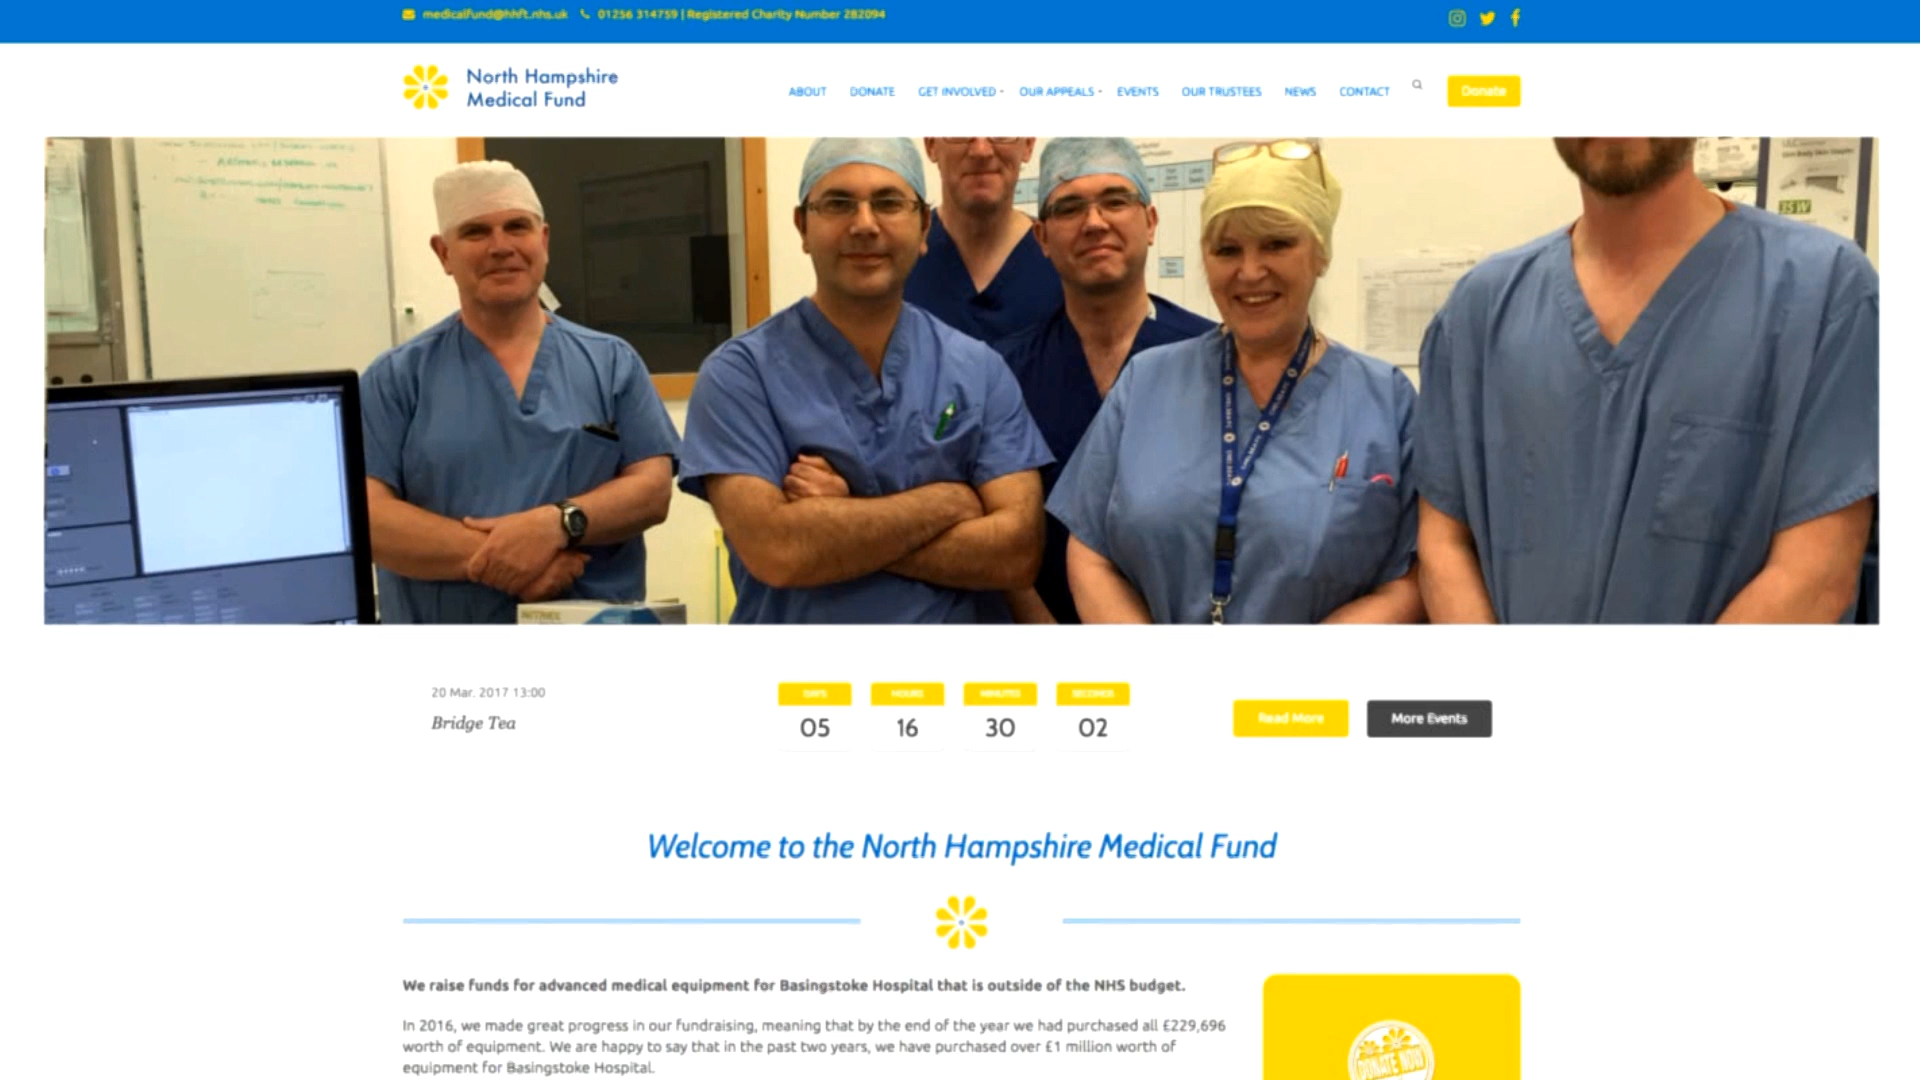 medicalfund@hhft.nhs.uk 01256 314759 | Registered Charity Number 282094
North Hampshire
Medical Fund
ABOUT DONATE GET INVOLVED OUR APPEALS EVENTS OUR TRUSTEES NEWS CONTACT Donate
35 W
20 Mar. 2017 13:00
Bridge Tea
DAYS HOURS MINUTES SECONDS
05 16 30 02
Read More More Events
Welcome to the North Hampshire Medical Fund
We raise funds for advanced medical equipment for Basingstoke Hospital that is outside of the NHS budget.
In 2016, we made great progress in our fundraising, meaning that by the end of the year we had purchased all £229,696
worth of equipment. We are happy to say that in the past two years, we have purchased over £1 million worth of
equipment for Basingstoke Hospital.
DONATE NOW